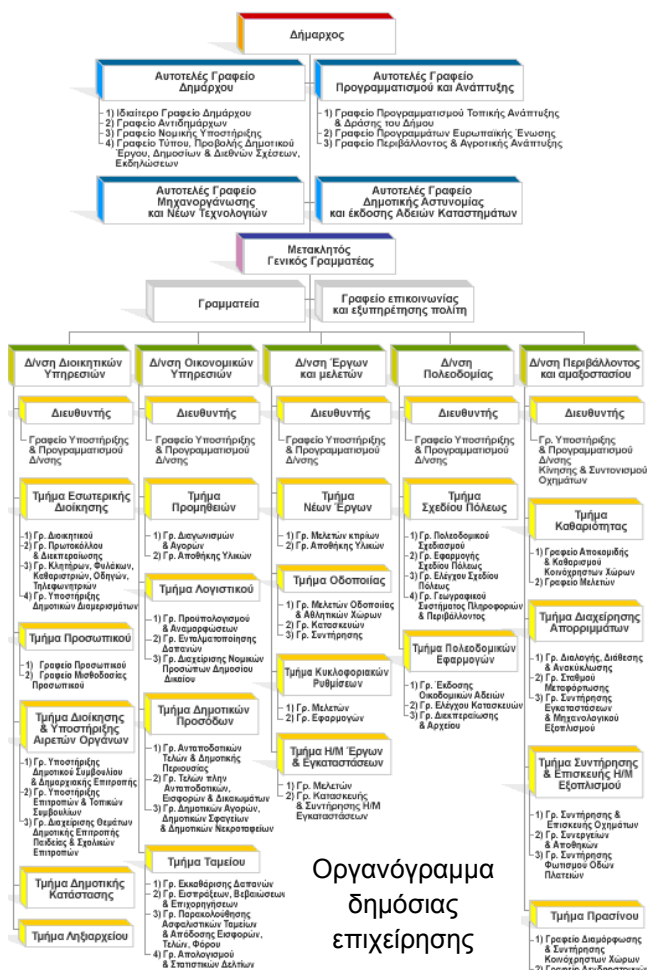 Δήμαρχος
Αυτοτελές Γραφείο
Δημάρχου
1) Ιδιαίτερο Γραφείο Δημάρχου
2) Γραφείο Αντιδημάρχων
3) Γραφείο Νομικής Υποστήριξης
4) Γραφείο Τύπου, Προβολής Δημοτικού
Έργου, Δημοσίων & Διεθνών Σχέσεων,
Εκδηλώσεων
Αυτοτελές Γραφείο
Προγραμματισμού και Ανάπτυξης
1) Γραφείο Προγραμματισμού Τοπικής Ανάπτυξης
& Δράσης του Δήμου
2) Γραφείο Προγραμμάτων Ευρωπαϊκής Ένωσης
3) Γραφείο Περιβάλλοντος & Αγροτικής Ανάπτυξης
Αυτοτελές Γραφείο
Μηχανοργάνωσης
και Νέων Τεχνολογιών
Αυτοτελές Γραφείο
Δημοτικής Αστυνομίας
και έκδοσης Αδειών Καταστημάτων
Μετακλητός
Γενικός Γραμματέας
Γραμματεία
Γραφείο επικοινωνίας
και εξυπηρέτησης πολίτη
Δ/νση Διοικητικών
Υπηρεσιών
Διευθυντής
Γραφείο Υποστήριξης
& Προγραμματισμού
Δ/νσης
Τμήμα Εσωτερικής
Διοίκησης
1) Γρ. Διοικητικού
2) Γρ. Πρωτοκόλλου
& Διεκπεραίωσης
3) Γρ. Κλητήρων, Φυλάκων,
Καθαριστριών, Οδηγών,
Τηλεφωνητριών
4) Γρ. Υποστήριξης
Δημοτικών Διαμερισμάτων
Τμήμα Προσωπικού
1) Γραφείο Προσωπικού
2) Γραφείο Μισθοδοσίας
Προσωπικού
Τμήμα Διοίκησης
& Υποστήριξης
Αιρετών Οργάνων
1) Γρ. Υποστήριξης
Δημοτικού Συμβουλίου
& Δημαρχιακής Επιτροπής
2) Γρ. Υποστήριξης
Επιτροπών & Τοπικών
Συμβουλίων
3) Γρ. Διαχείρισης Θεμάτων
Δημοτικής Επιτροπής
Παιδείας & Σχολικών
Επιτροπών
Τμήμα Δημοτικής
Κατάστασης
Τμήμα Ληξιαρχείου
Δ/νση Οικονομικών
Υπηρεσιών
Διευθυντής
Γραφείο Υποστήριξης
& Προγραμματισμού
Δ/νσης
Τμήμα
Προμηθειών
1) Γρ. Διαγωνισμών
& Αγορών
2) Γρ. Αποθήκης Υλικών
Τμήμα Λογιστικού
1) Γρ. Προϋπολογισμού
& Αναμορφώσεων
2) Γρ. Ενταλματοποίησης
Δαπανών
3) Γρ. Διαχείρισης Νομικών
Προσώπων Δημοσίου
Δικαίου
Τμήμα Δημοτικών
Προσόδων
1) Γρ. Ανταποδοτικών
Τελών & Δημοτικής
Περιουσίας
2) Γρ. Τελών πλην
Ανταποδοτικών,
Εισφορών & Δικαιωμάτων
3) Γρ. Δημοτικών Αγορών,
Δημοτικών Σφαγείων
& Δημοτικών Νεκροταφείων
Τμήμα Ταμείου
1) Γρ. Εκκαθάρισης Δαπανών
2) Γρ. Εισπράξεων, Βεβαιώσεων
& Επιχορηγήσεων
3) Γρ. Παρακολούθησης
Ασφαλιστικών Ταμείων
& Απόδοσης Εισφορών,
Τελών, Φόρου
4) Γρ. Απολογισμού
& Στατιστικών Δελτίων
Δ/νση Έργων
και μελετών
Διευθυντής
Γραφείο Υποστήριξης
& Προγραμματισμού
Δ/νσης
Τμήμα
Νέων Έργων
1) Γρ. Μελετών κτιρίων
2) Γρ. Αποθήκης Υλικών
Τμήμα Οδοποιίας
1) Γρ. Μελετών Οδοποιίας
& Αθλητικών Χώρων
2) Γρ. Κατασκευών
3) Γρ. Συντήρησης
Τμήμα Κυκλοφοριακών
Ρυθμίσεων
1) Γρ. Μελετών
2) Γρ. Εφαρμογών
Τμήμα Η/Μ Έργων
& Εγκαταστάσεων
1) Γρ. Μελετών
2) Γρ. Κατασκευής
& Συντήρησης Η/Μ
Εγκαταστάσεων
Δ/νση
Πολεοδομίας
Διευθυντής
Γραφείο Υποστήριξης
& Προγραμματισμού
Δ/νσης
Τμήμα
Σχεδίου Πόλεως
1) Γρ. Πολεοδομικού
Σχεδιασμού
2) Γρ. Εφαρμογής
Σχεδίου Πόλεως
3) Γρ. Ελέγχου Σχεδίου
Πόλεως
4) Γρ. Γεωγραφικού
Συστήματος Πληροφοριών
& Περιβάλλοντος
Τμήμα Πολεοδομικών
Εφαρμογών
1) Γρ. Έκδοσης
Οικοδομικών Αδειών
2) Γρ. Ελέγχου Κατασκευών
3) Γρ. Διεκπεραίωσης
& Αρχείου
Δ/νση Περιβάλλοντος
και αμαξοστασίου
Διευθυντής
Γρ. Υποστήριξης
& Προγραμματισμού
Δ/νσης
Κίνησης & Συντονισμού
Οχημάτων
Τμήμα
Καθαριότητας
1) Γραφείο Αποκομιδής
& Καθαρισμού
Κοινόχρηστων Χώρων
2) Γραφείο Μελετών
Τμήμα Διαχείρησης
Απορριμμάτων
1) Γρ. Διαλογής, Διάθεσης
& Ανακύκλωσης
2) Γρ. Σταθμού
Μεταφόρτωσης
3) Γρ. Συντήρησης
Εγκαταστάσεων
& Μηχανολογικού
Εξοπλισμού
Τμήμα Συντήρησης
& Επισκευής Η/Μ
Εξοπλισμού
1) Γρ. Συντήρησης &
Επισκευής Οχημάτων
2) Γρ. Συνεργείων
& Αποθηκών
3) Γρ. Συντήρησης
Φωτισμού Οδών
Πλατειών
Τμήμα Πρασίνου
1) Γραφείο Διαμόρφωσης
& Συντήρησης
Κοινόχρηστων Χώρων
2) Γραφείο
Οργανόγραμμα
δημόσιας
επιχείρησης